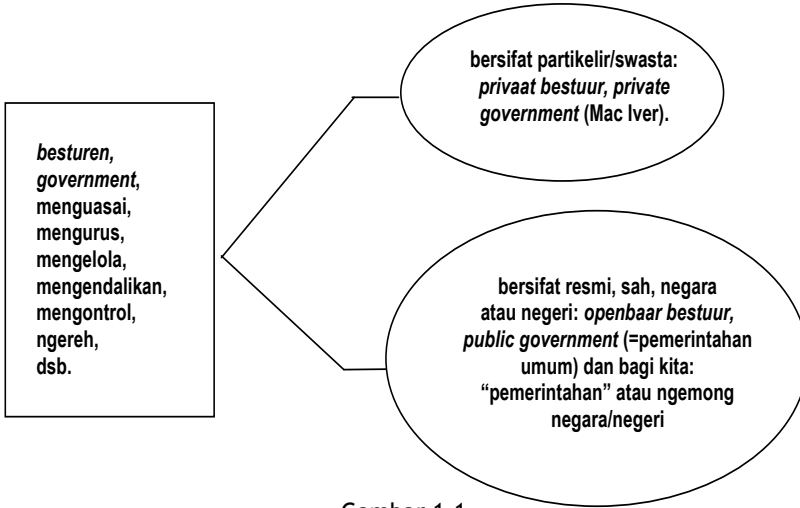 besturen,
government,
menguasai,
mengurus,
mengelola,
mengendalikan,
mengontrol,
ngereh,
dsb.
bersifat partikelir/swasta:
privaat bestuur, private
government (Mac Iver).
bersifat resmi, sah, negara
atau negeri: openbaar bestuur,
public government (=pemerintahan
umum) dan bagi kita:
“pemerintahan” atau ngemong
negara/negeri
Gambar 1.1